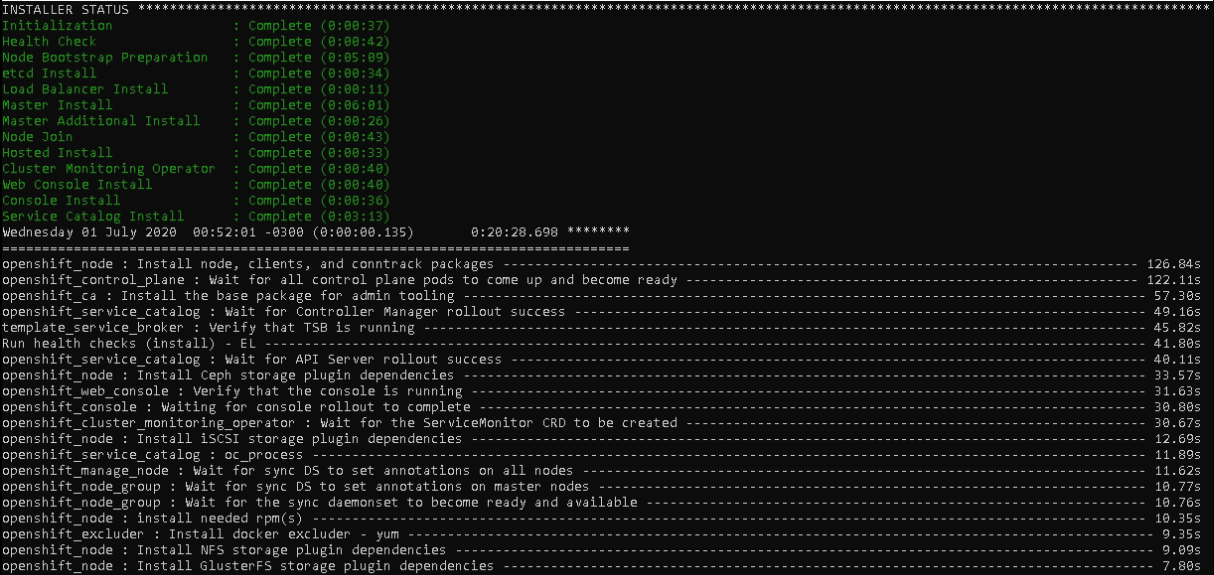 INSTALLER STATUS ***************************************************************************************************************************************
Initialization               : Complete (0:00:37)
Health Check                 : Complete (0:00:42)
Node Bootstrap Preparation   : Complete (0:05:09)
etcd Install                 : Complete (0:00:34)
Load Balancer Install        : Complete (0:00:11)
Master Install               : Complete (0:06:01)
Master Additional Install    : Complete (0:00:26)
Node Join                    : Complete (0:00:43)
Hosted Install               : Complete (0:00:33)
Cluster Monitoring Operator  : Complete (0:00:40)
Web Console Install          : Complete (0:00:40)
Console Install              : Complete (0:00:36)
Service Catalog Install      : Complete (0:03:13)
Wednesday 01 July 2020  00:52:01 -0300 (0:00:00.135)       0:20:28.698 ********
===============================================================================
openshift_node : Install node, clients, and conntrack packages ---------------------------------------------------------------------------------- 126.84s
openshift_control_plane : Wait for all control plane pods to come up and become ready ----------------------------------------------------------- 122.11s
openshift_ca : Install the base package for admin tooling ---------------------------------------------------------------------------------------- 57.30s
openshift_service_catalog : Wait for Controller Manager rollout success -------------------------------------------------------------------------- 49.16s
template_service_broker : Verify that TSB is running --------------------------------------------------------------------------------------------- 45.82s
Run health checks (install) - EL ----------------------------------------------------------------------------------------------------------------- 41.80s
openshift_service_catalog : Wait for API Server rollout success ---------------------------------------------------------------------------------- 40.11s
openshift_node : Install Ceph storage plugin dependencies ---------------------------------------------------------------------------------------- 33.57s
openshift_web_console : Verify that the console is running --------------------------------------------------------------------------------------- 31.63s
openshift_console : Waiting for console rollout to complete -------------------------------------------------------------------------------------- 30.80s
openshift_cluster_monitoring_operator : Wait for the ServiceMonitor CRD to be created ------------------------------------------------------------ 30.67s
openshift_node : Install iSCSI storage plugin dependencies --------------------------------------------------------------------------------------- 12.69s
openshift_service_catalog : oc_process ----------------------------------------------------------------------------------------------------------- 11.89s
openshift_manage_node : Wait for sync DS to set annotations on all nodes ------------------------------------------------------------------------- 11.62s
openshift_node_group : Wait for sync DS to set annotations on master nodes ----------------------------------------------------------------------- 10.77s
openshift_node_group : Wait for the sync daemonset to become ready and available ----------------------------------------------------------------- 10.76s
openshift_node : install needed rpm(s) ----------------------------------------------------------------------------------------------------------- 10.35s
openshift_excluder : Install docker excluder - yum ------------------------------------------------------------------------------------------------ 9.35s
openshift_node : Install NFS storage plugin dependencies ------------------------------------------------------------------------------------------ 9.09s
openshift_node : Install GlusterFS storage plugin dependencies ------------------------------------------------------------------------------------ 7.80s